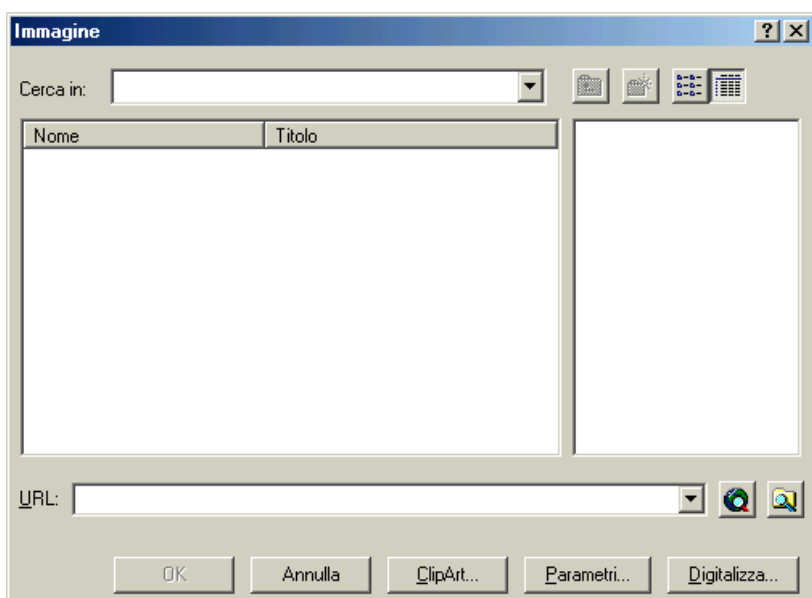 Immagine
Cerca in:
Nome Titolo
URL:
OK Annulla ClipArt... Parametri... Digitalizza...